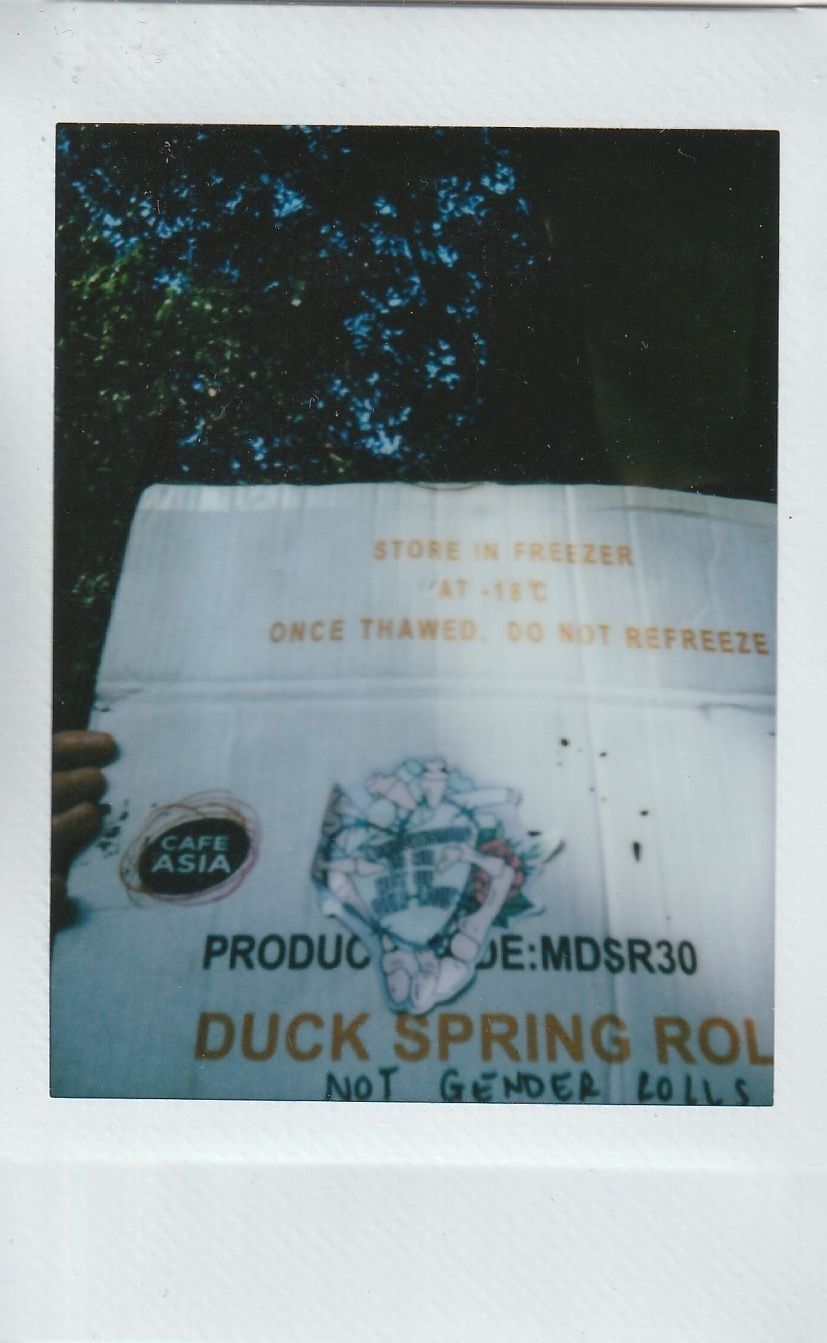 STORE IN FREEZER
AT -18°C
ONCE THAWED, DO NOT REFREEZE
CAFE
ASIA
PRODUC DE:MDSR30
DUCK SPRING ROL
NOT GENDER ROLLS